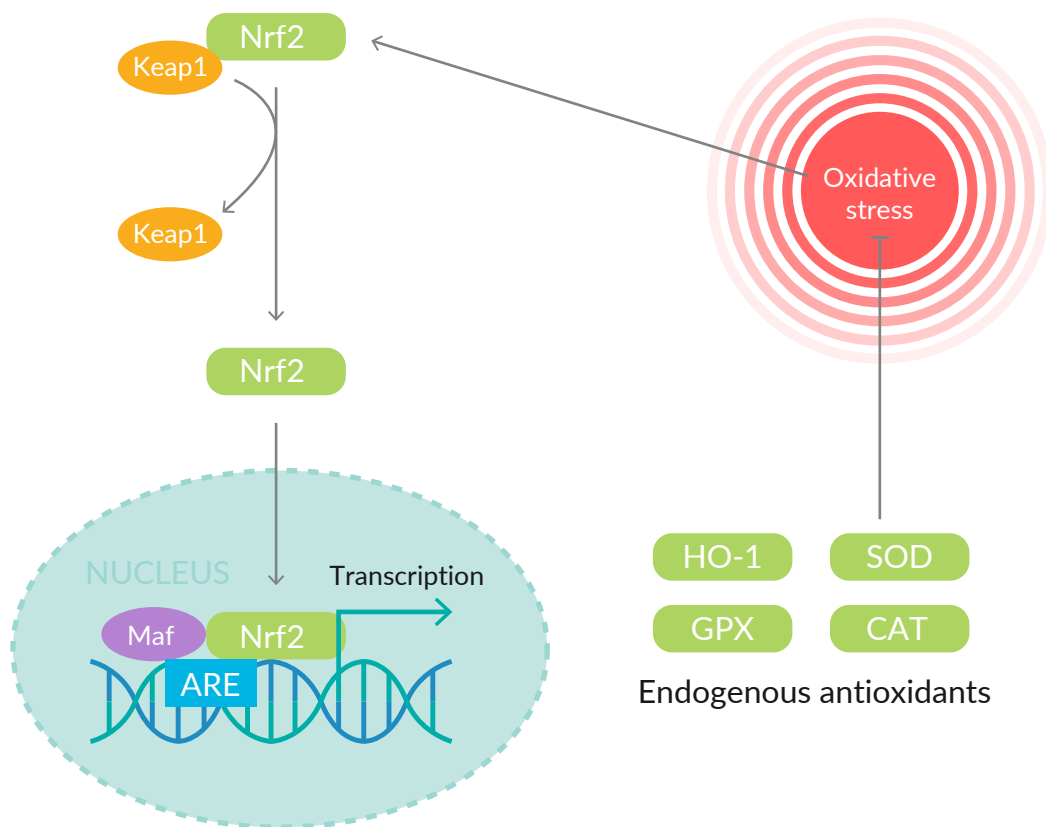 Nrf2
Keap1
Oxidative
stress
Keap1
Nrf2
NUCLEUS
Transcription
Maf
Nrf2
ARE
HO-1
SOD
GPX
CAT
Endogenous antioxidants